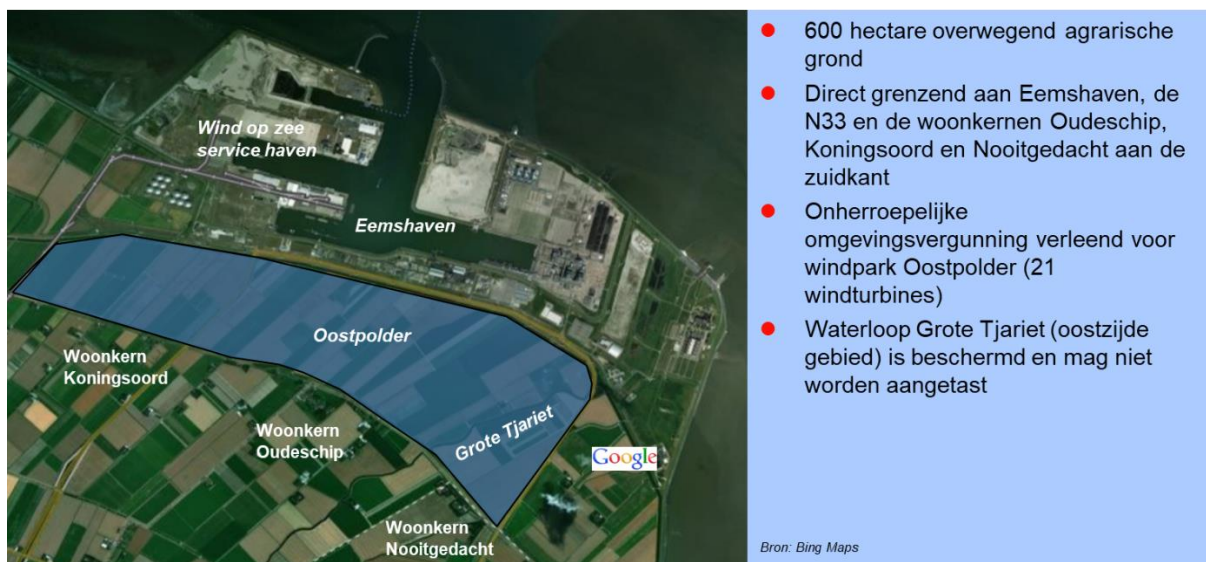 Wind op zee
service haven
Eemshaven
Oostpolder
Woonkern
Koningsoord
Woonkern
Oudeschip
Grote Tjariet
Google
Woonkern
Nooitgedacht
600 hectare overwegend agrarische
grond
Direct grenzend aan Eemshaven, de
N33 en de woonkernen Oudeschip,
Koningsoord en Nooitgedacht aan de
zuidkant
Onherroepelijke
omgevingsvergunning verleend voor
windpark Oostpolder (21
windturbines)
Waterloop Grote Tjariet (oostzijde
gebied) is beschermd en mag niet
worden aangetast
Bron: Bing Maps